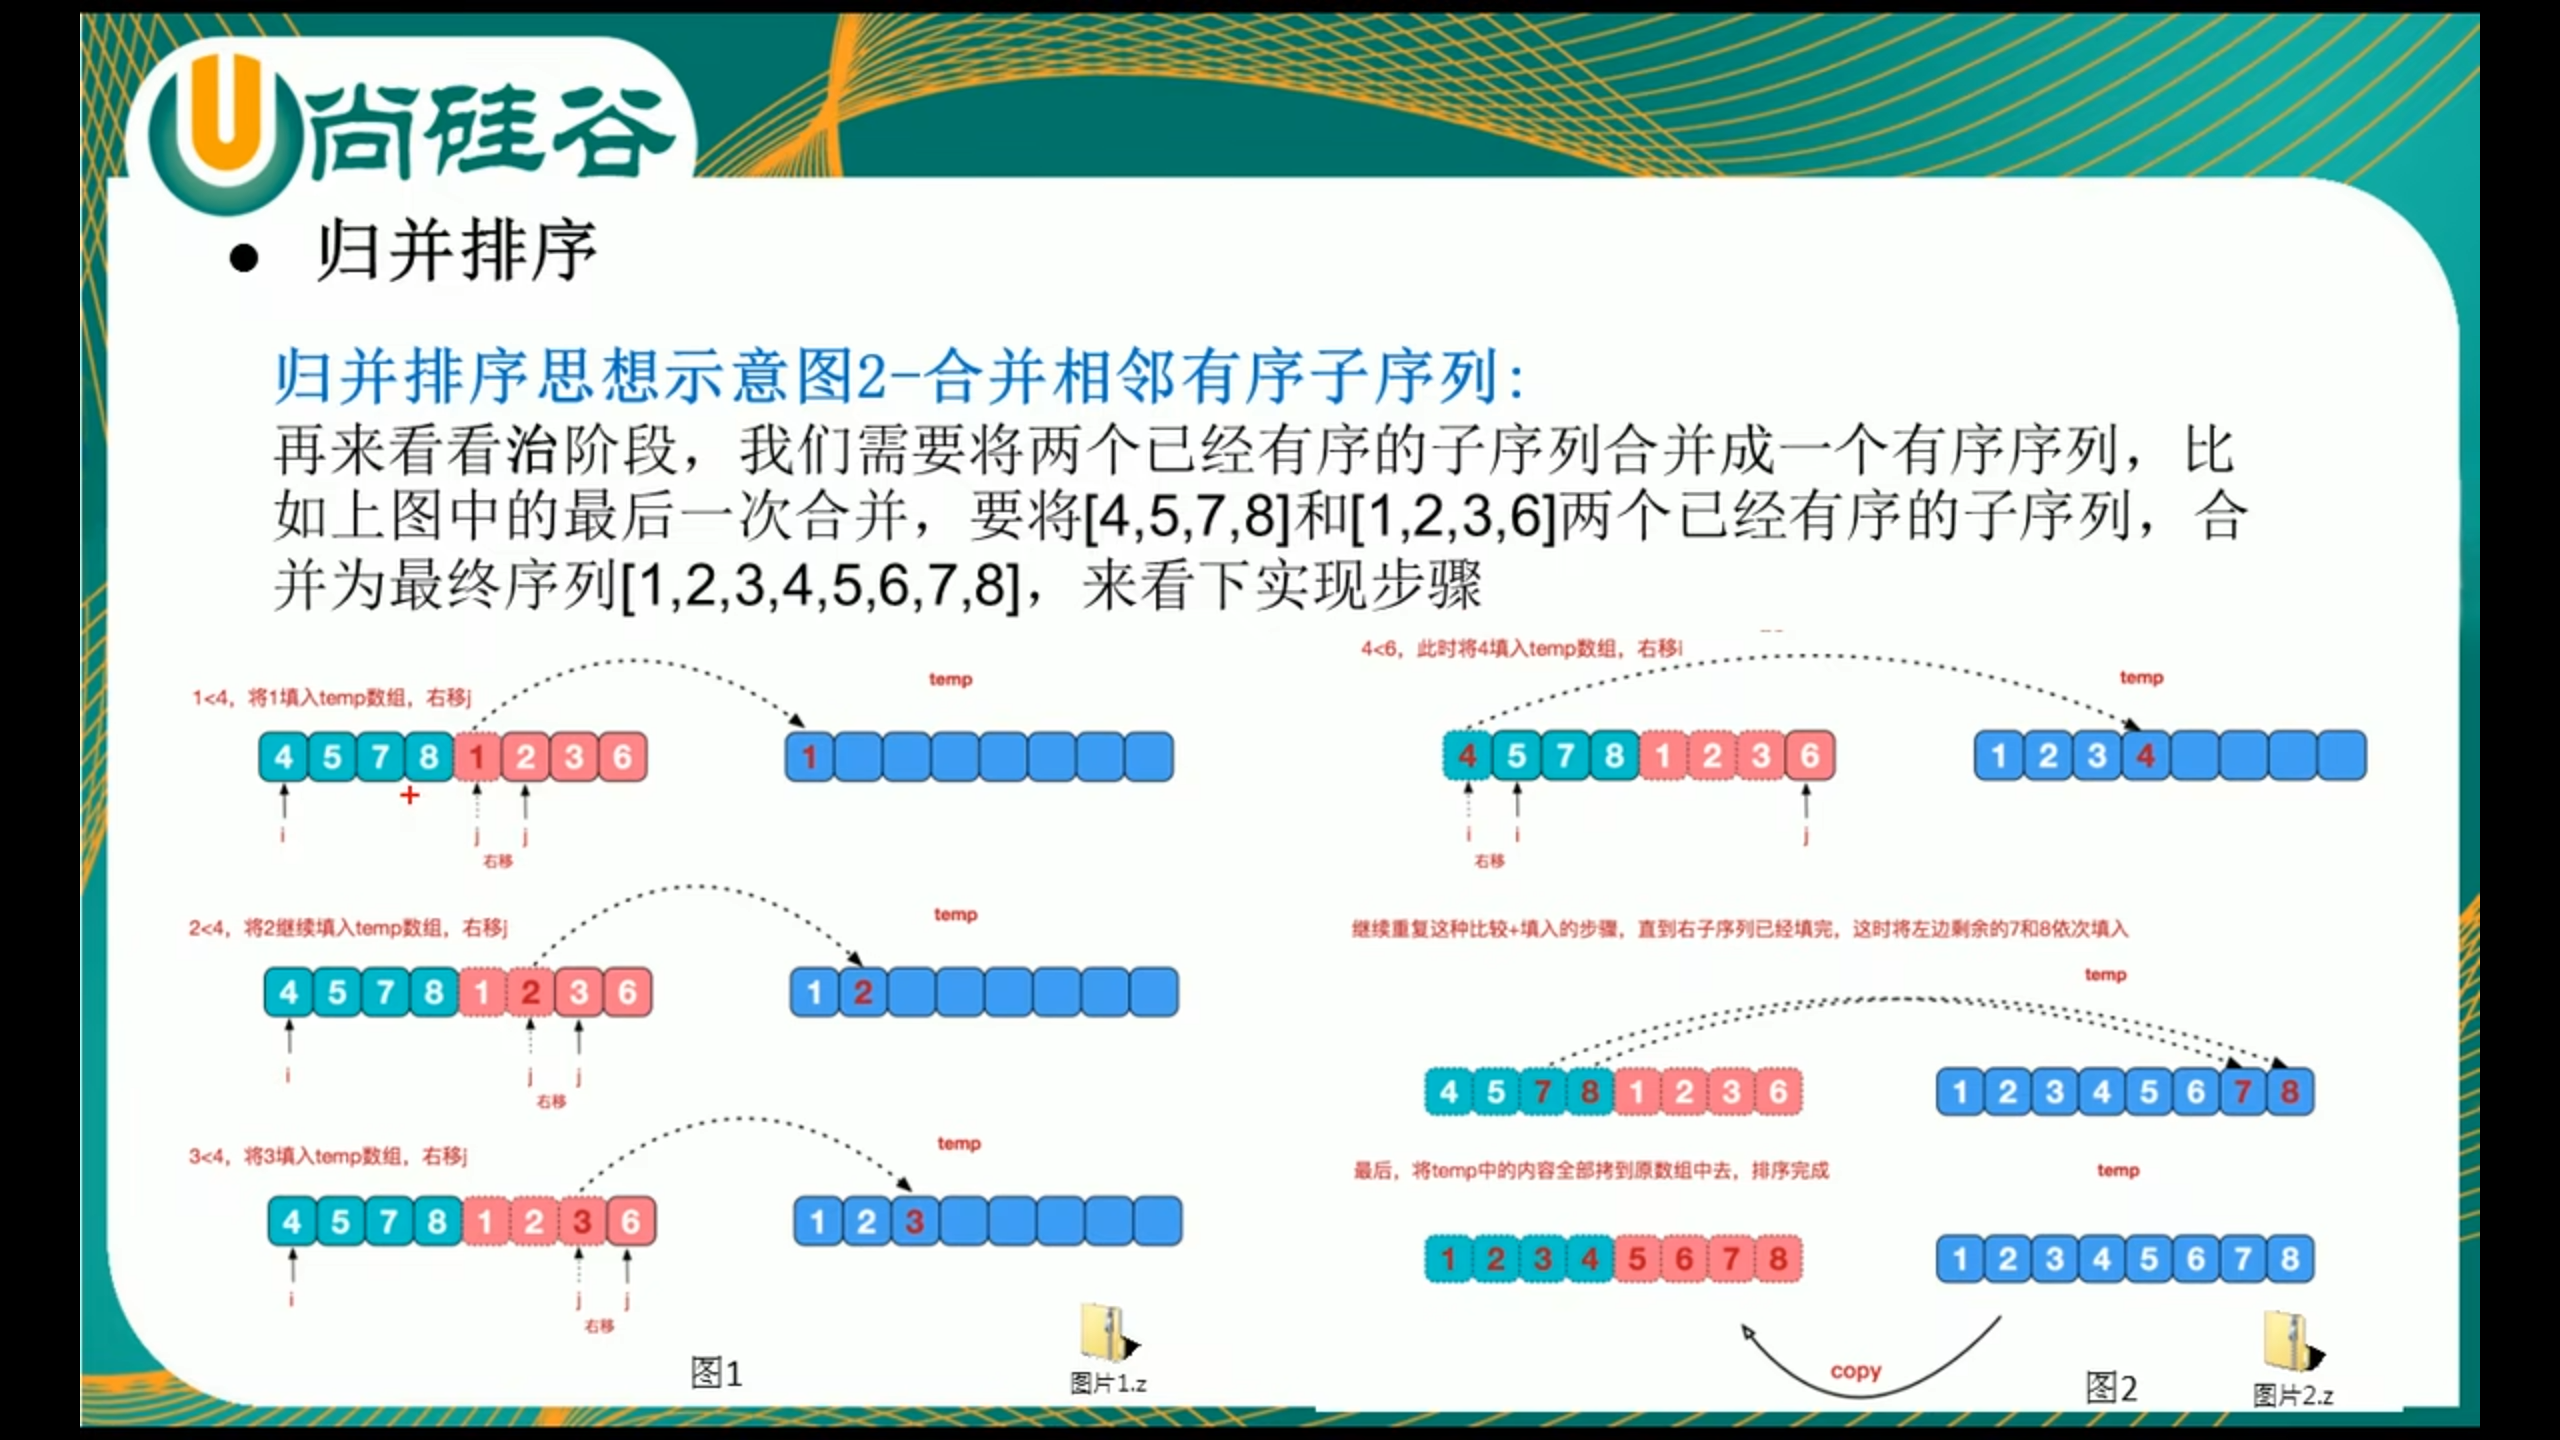 尚硅谷
● 归并排序
归并排序思想示意图2-合并相邻有序子序列:
再来看看治阶段，我们需要将两个已经有序的子序列合并成一个有序序列，比
如上图中的最后一次合并，要将[4,5,7,8]和[1,2,3,6]两个已经有序的子序列，合
并为最终序列[1,2,3,4,5,6,7,8]，来看下实现步骤
1<4，将1填入temp数组，右移j
temp
4 5 7 8 1 2 3 6
1
i j j
右移
2<4，将2继续填入temp数组，右移j
temp
4 5 7 8 1 2 3 6
1 2
i j j
右移
3<4，将3填入temp数组，右移j
temp
4 5 7 8 1 2 3 6
1 2 3
i j j
右移
图1
图片1.z
4<6，此时将4填入temp数组，右移i
temp
4 5 7 8 1 2 3 6
1 2 3 4
i i j
右移
继续重复这种比较+填入的步骤，直到右子序列已经填完，这时将左边剩余的7和8依次填入
temp
4 5 7 8 1 2 3 6
1 2 3 4 5 6 7 8
最后，将temp中的内容全部拷到原数组中去，排序完成
temp
1 2 3 4 5 6 7 8
1 2 3 4 5 6 7 8
copy
图2
图片2.z